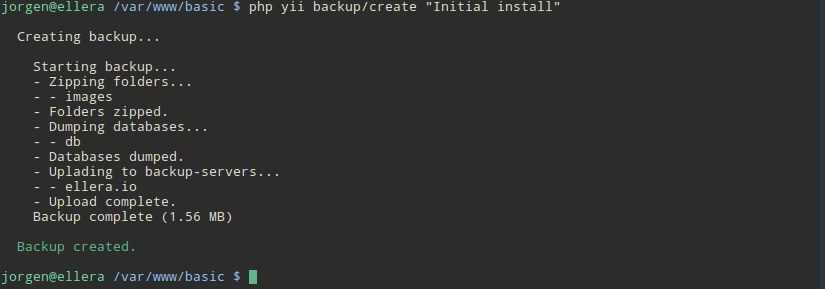 jorgen@ellera /var/www/basic $ php yii backup/create "Initial install"
Creating backup...
Starting backup...
- Zipping folders...
- - images
- Folders zipped.
- Dumping databases...
- - db
- Databases dumped.
- Uplading to backup-servers...
- - ellera.io
- Upload complete.
Backup complete (1.56 MB)
Backup created.
jorgen@ellera /var/www/basic $